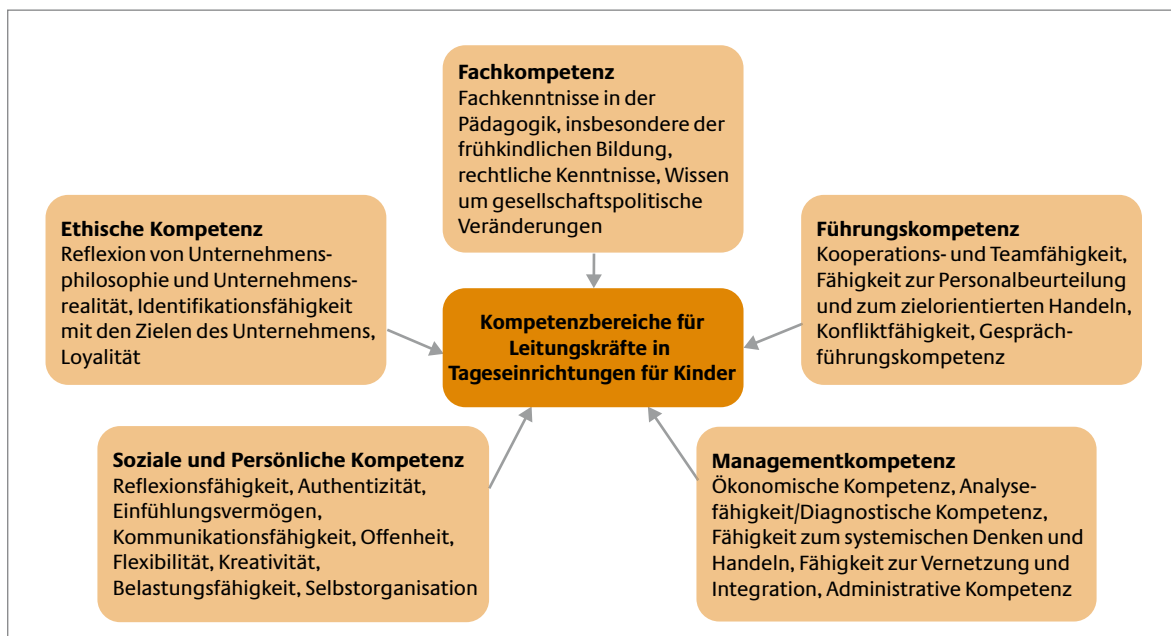 Fachkompetenz
Fachkenntnisse in der
Pädagogik, insbesondere der
frühkindlichen Bildung,
rechtliche Kenntnisse, Wissen
um gesellschaftspolitische
Veränderungen
Ethische Kompetenz
Reflexion von Unternehmens-
philosophie und Unternehmens-
realität, Identifikationsfähigkeit
mit den Zielen des Unternehmens,
Loyalität
Führungskompetenz
Kooperations- und Teamfähigkeit,
Fähigkeit zur Personalbeurteilung
und zum zielorientierten Handeln,
Konfliktfähigkeit, Gespräch-
führungskompetenz
Kompetenzbereiche für
Leitungskräfte in
Tageseinrichtungen für Kinder
Soziale und Persönliche Kompetenz
Reflexionsfähigkeit, Authentizität,
Einfühlungsvermögen,
Kommunikationsfähigkeit, Offenheit,
Flexibilität, Kreativität,
Belastungsfähigkeit, Selbstorganisation
Managementkompetenz
Ökonomische Kompetenz, Analyse-
fähigkeit/Diagnostische Kompetenz,
Fähigkeit zum systemischen Denken und
Handeln, Fähigkeit zur Vernetzung und
Integration, Administrative Kompetenz